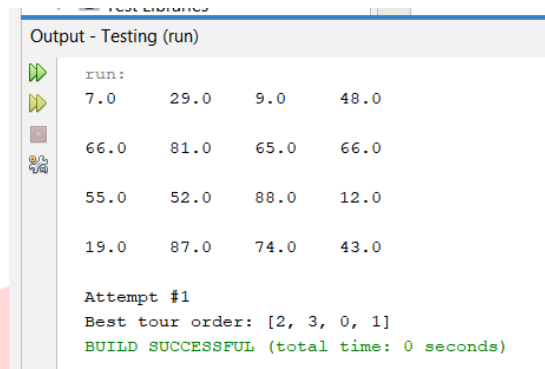 Test Libraries
Output - Testing (run)
run:
7.0 29.0 9.0 48.0
66.0 81.0 65.0 66.0
55.0 52.0 88.0 12.0
19.0 87.0 74.0 43.0
Attempt #1
Best tour order: [2, 3, 0, 1]
BUILD SUCCESSFUL (total time: 0 seconds)